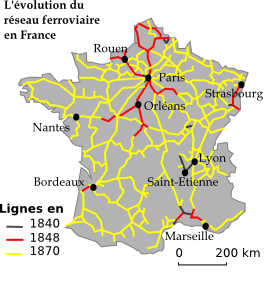 L'évolution du
réseau ferroviaire
en France
Rouen
Paris
Strasbourg
Orléans
Nantes
Lyon
Saint-Etienne
Bordeaux
Lignes en
1840
1848
1870
Marseille
0 200 km